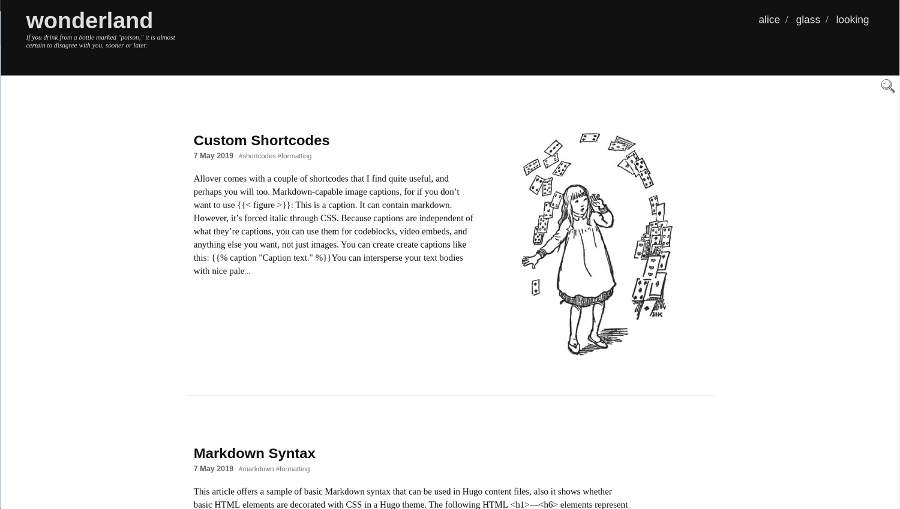 wonderland
If you drink from a bottle marked "poison," it is almost
certain to disagree with you, sooner or later.
alice / glass / looking
Custom Shortcodes
7 May 2019 #shortcodes #formatting
Allover comes with a couple of shortcodes that I find quite useful, and
perhaps you will too. Markdown-capable image captions, for if you don’t
want to use {{< figure >}}: This is a caption. It can contain markdown.
However, it’s forced italic through CSS. Because captions are independent of
what they’re captions, you can use them for codeblocks, video embeds, and
anything else you want, not just images. You can create create captions like
this: {{% caption "Caption text." %}}You can intersperse your text bodies
with nice pale...
Markdown Syntax
7 May 2019 #markdown #formatting
This article offers a sample of basic Markdown syntax that can be used in Hugo content files, also it shows whether
basic HTML elements are decorated with CSS in a Hugo theme. The following HTML <h1>—<h6> elements represent